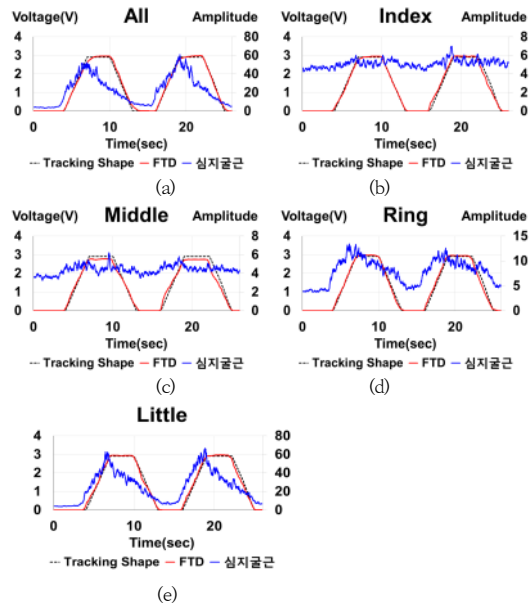 Voltage(V) All Amplitude
4 80
3 60
2 40
1 20
0 0
0 10 20
Time(sec)
Tracking Shape FTD 심지굴근
(a)
Voltage(V) Index Amplitude
4 8
3 6
2 4
1 2
0 0
0 10 20
Time(sec)
Tracking Shape FTD 심지굴근
(b)
Voltage(V) Middle Amplitude
4 8
3 6
2 4
1 2
0 0
0 10 20
Time(sec)
Tracking Shape FTD 심지굴근
(c)
Voltage(V) Ring Amplitude
4 15
3
10
2
5
1
0 0
0 10 20
Time(sec)
Tracking Shape FTD 심지굴근
(d)
Little
4 80
3 60
2 40
1 20
0 0
0 10 20
Time(sec)
Tracking Shape FTD 심지굴근
(e)